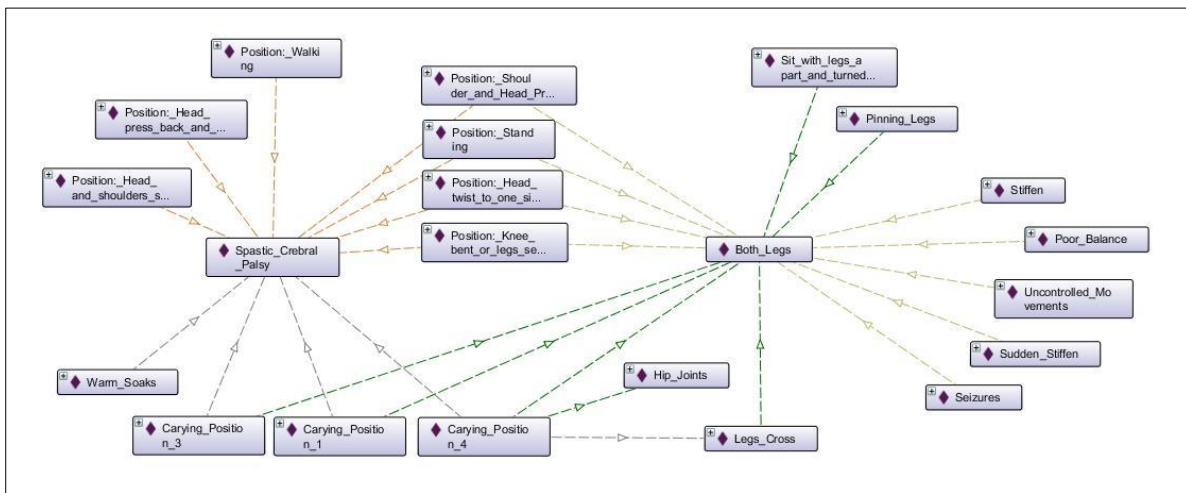 Position:_Walki
ng
Position:_Shoul
der_and_Head_Pr...
Sit_with_legs_a
part_and_turned...
Position:_Head_
press_back_and_...
Position:_Stand
ing
Pinning_Legs
Position:_Head_
and_shoulders_s...
Position:_Head_
twist_to_one_si...
Stiffen
Position:_Knee_
bent_or_legs_se...
Spastic_Crebral
_Palsy
Both_Legs
Poor_Balance
Uncontrolled_Mo
vements
Sudden_Stiffen
Warm_Soaks
Hip_Joints
Seizures
Carying_Positio
n_3
Carying_Positio
n_1
Carying_Positio
n_4
Legs_Cross